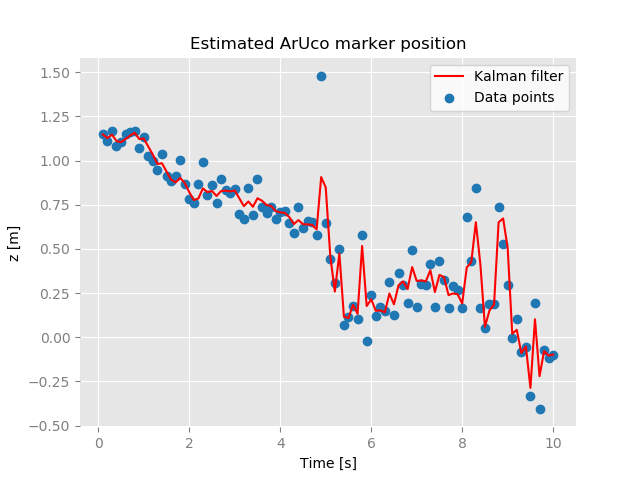 Estimated ArUco marker position
1.50
1.25
1.00
0.75
0.50
0.25
0.00
−0.25
−0.50
z [m]
Kalman filter
Data points
0 2 4 6 8 10
Time [s]